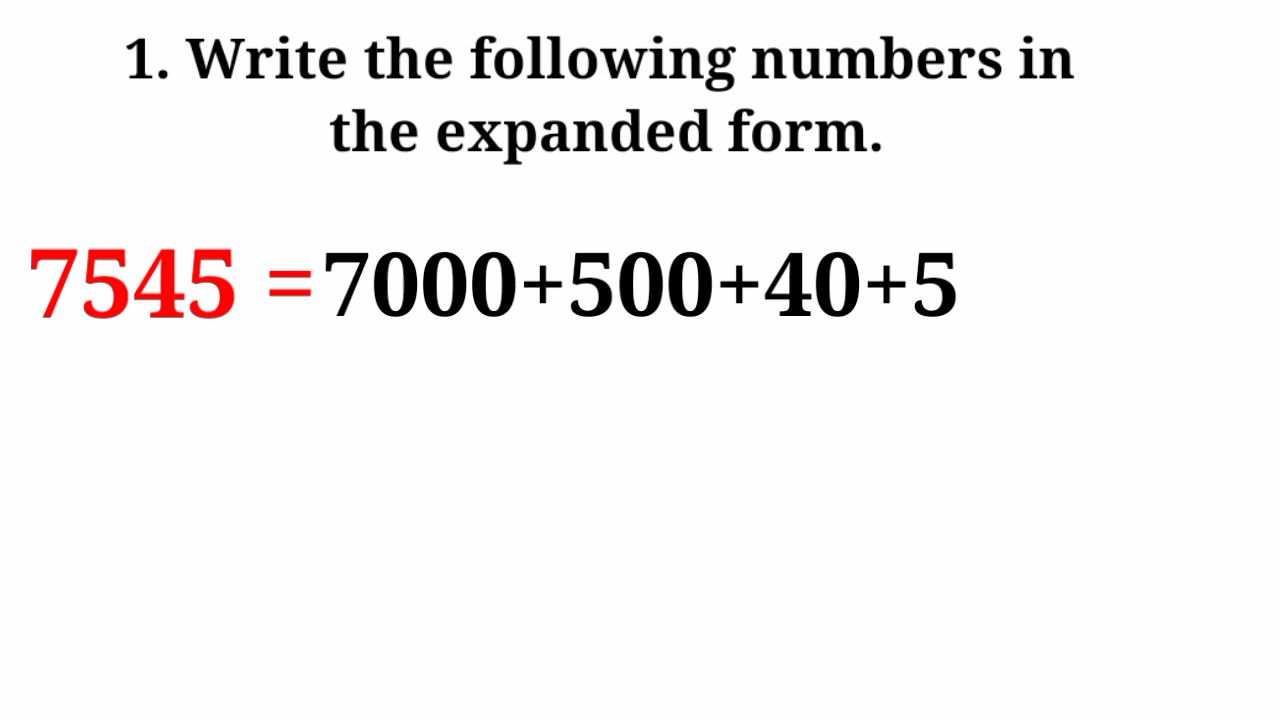 1. Write the following numbers in
the expanded form.
7545 =7000+500+40+5